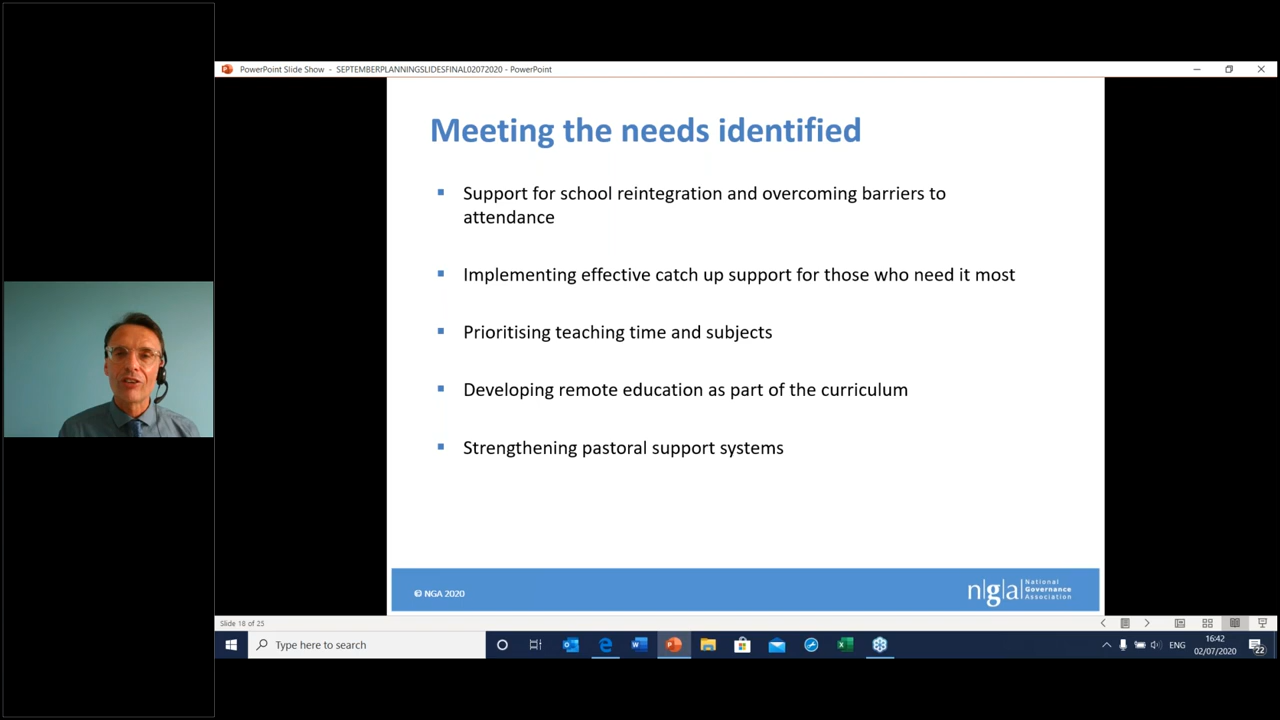 PowerPoint Slide Show - SEPTEMBERPLANNINGSLIDESFINAL02072020 - PowerPoint
Meeting the needs identified
Support for school reintegration and overcoming barriers to
attendance
Implementing effective catch up support for those who need it most
Prioritising teaching time and subjects
Developing remote education as part of the curriculum
Strengthening pastoral support systems
© NGA 2020
n|g|a
National
Governance
Association
Slide 18 of 25
Type here to search
ENG
16:42
02/07/2020
22